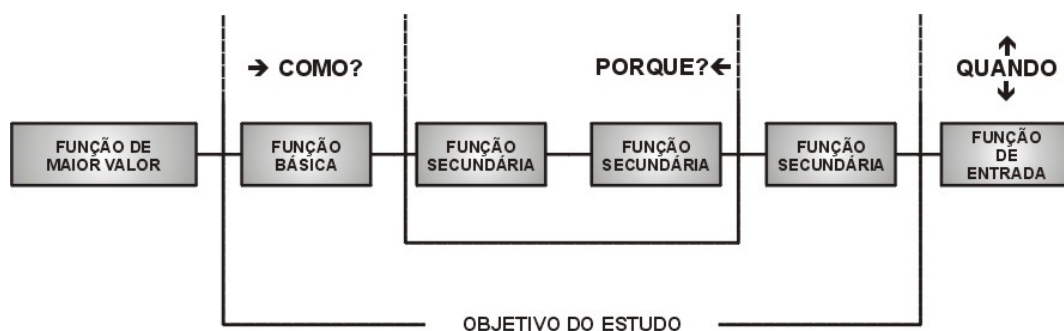 → COMO?
PORQUE? ←
QUANDO
FUNÇÃO DE
MAIOR VALOR
FUNÇÃO
BÁSICA
FUNÇÃO
SECUNDÁRIA
FUNÇÃO
SECUNDÁRIA
FUNÇÃO
SECUNDÁRIA
FUNÇÃO
DE
ENTRADA
OBJETIVO DO ESTUDO